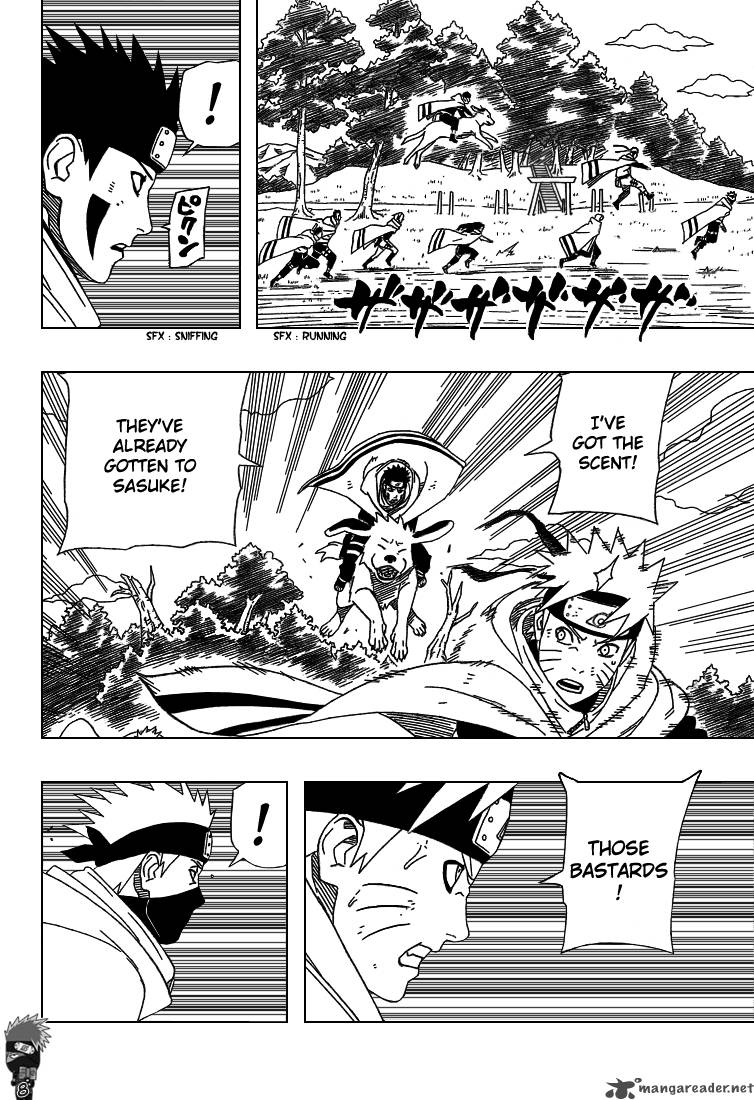 ザザザザザザ
SFX : RUNNING
!
ピクン
SFX : SNIFFING
I'VE
GOT THE
SCENT!
THEY'VE
ALREADY
GOTTEN TO
SASUKE!
THOSE
BASTARDS
!
!
8
mangareader.net